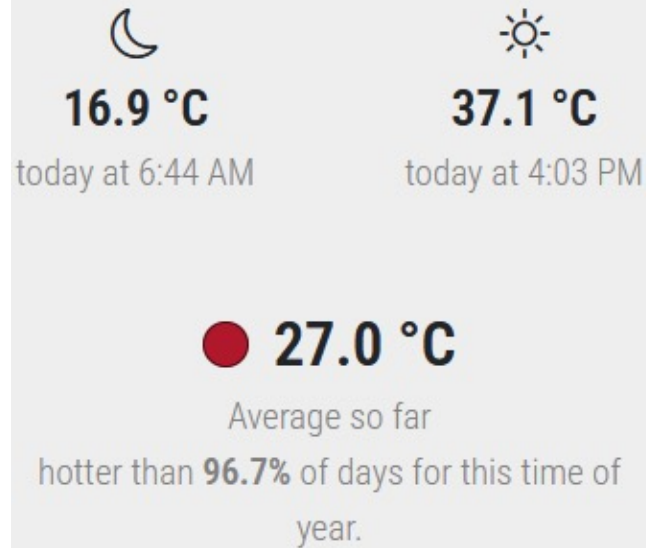 16.9 °C
today at 6:44 AM
37.1 °C
today at 4:03 PM
27.0 °C
Average so far
hotter than 96.7% of days for this time of
year.